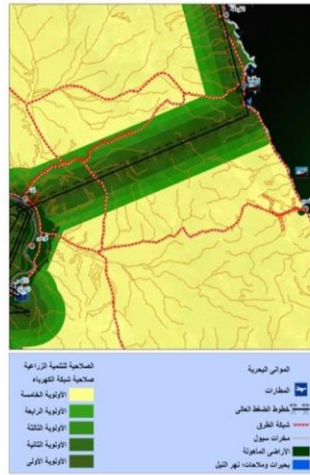 الصلاحية للتنمية الزراعية
صلاحية شبكة الكهرباء
الأولوية الخامسة
الأولوية الرابعة
الأولوية الثالثة
الأولوية الثانية
الأولوية الأولى
الموانى البحرية
المطارات
خطوط الضغط العالى
شبكة الطرق
مخرات سيول
الأراضى المأهولة
بحيرات وملاحات؛ نهر النيل